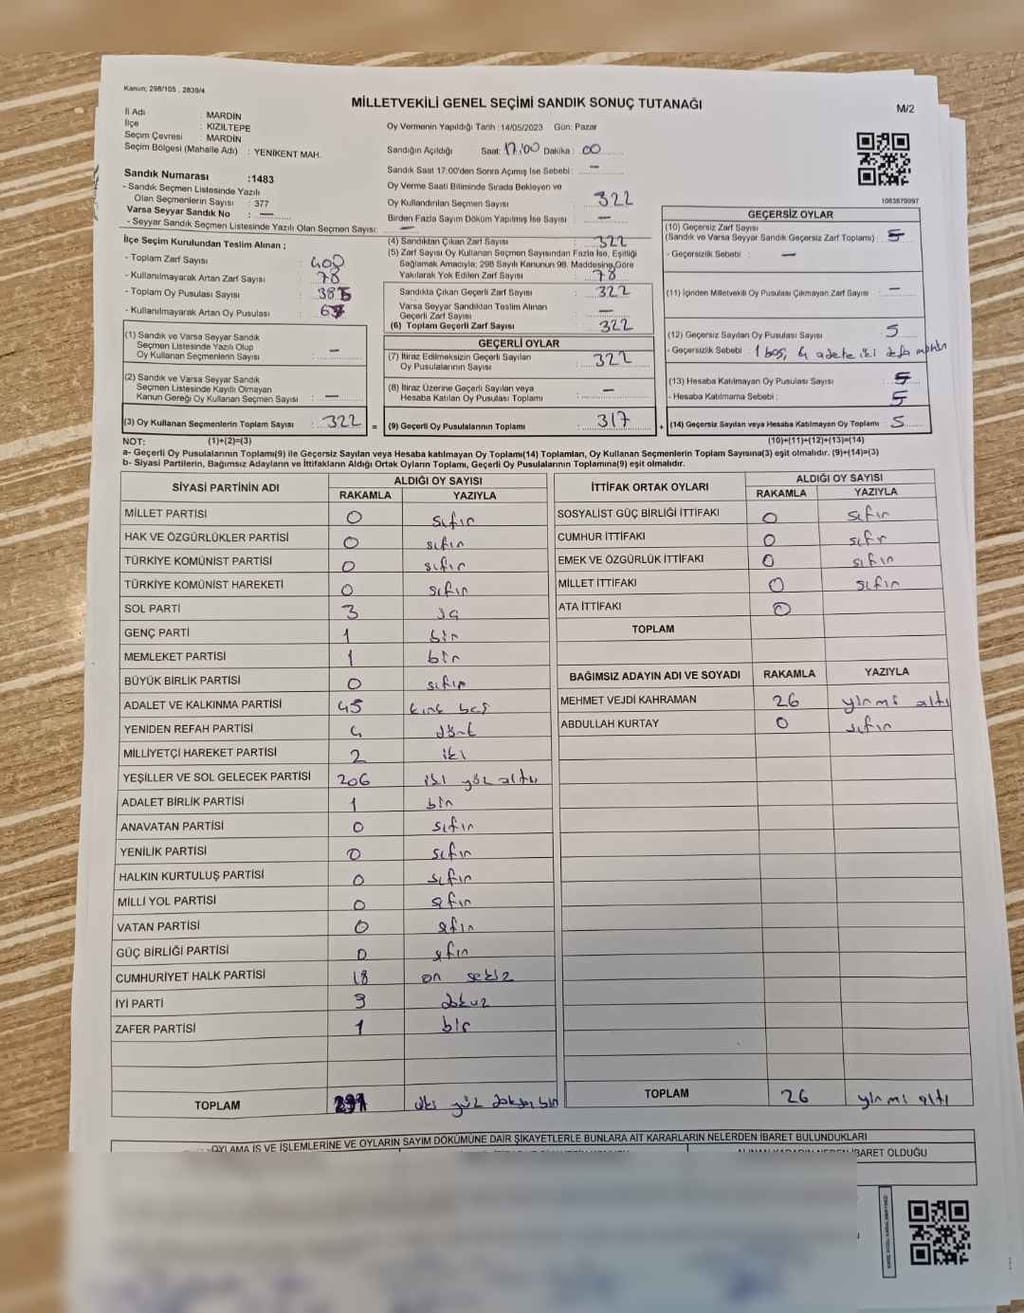 Kanun; 298/105 , 2839/4
MİLLETVEKİLİ GENEL SEÇİMİ SANDIK SONUÇ TUTANAĞI
M/2
İl Adı : MARDİN
İlçe : KIZILTEPE
Seçim Çevresi : MARDİN
Seçim Bölgesi (Mahalle Adı) : YENİKENT MAH.
Oy Vermenin Yapıldığı Tarih :14/05/2023 Gün: Pazar
Sandığın Açıldığı Saat: 17:00 Dakika : 00
Sandık Saat 17:00'den Sonra Açımış İse Sebebi : —
Oy Verme Saati Bitiminde Sırada Bekleyen ve
Oy Kullandırılan Seçmen Sayısı 322
Birden Fazla Sayım Döküm Yapılmış İse Sayısı —
Sandık Numarası :1483
- Sandık Seçmen Listesinde Yazılı
Olan Seçmenlerin Sayısı : 377
Varsa Seyyar Sandık No : —
- Seyyar Sandık Seçmen Listesinde Yazılı Olan Seçmen Sayısı: —
1083870997
İlçe Seçim Kurulundan Teslim Alınan ;
- Toplam Zarf Sayısı : 400
- Kullanılmayarak Artan Zarf Sayısı : 78
- Toplam Oy Pusulası Sayısı : 385
- Kullanılmayarak Artan Oy Pusulası :
(1) Sandık ve Varsa Seyyar Sandık
Seçmen Listesinde Yazılı Olup
Oy Kullanan Seçmenlerin Sayısı : —
(2) Sandık ve Varsa Seyyar Sandık
Seçmen Listesinde Kayıtlı Olmayan
Kanun Gereği Oy Kullanan Seçmen Sayısı : —
(3) Oy Kullanan Seçmenlerin Toplam Sayısı : 322
(4) Sandıktan Çıkan Zarf Sayısı : 322
(5) Zarf Sayısı Oy Kullanan Seçmen Sayısından Fazla İse, Eşitliği
Sağlamak Amacıyla; 298 Sayılı Kanunun 98. Maddesine Göre
Yakılarak Yok Edilen Zarf Sayısı : 78
Sandıkta Çıkan Geçerli Zarf Sayısı : 322
Varsa Seyyar Sandıktan Teslim Alınan
Geçerli Zarf Sayısı : —
(6) Toplam Geçerli Zarf Sayısı : 322
GEÇERLİ OYLAR
(7) İtiraz Edilmeksizin Geçerli Sayılan
Oy Pusulalarının Sayısı : 322
(8) İtiraz Üzerine Geçerli Sayılan veya
Hesaba Katılan Oy Pusulası Toplamı : —
= (9) Geçerli Oy Pusulalarının Toplamı : 317
GEÇERSİZ OYLAR
(10) Geçersiz Zarf Sayısı
(Sandık ve Varsa Seyyar Sandık Geçersiz Zarf Toplamı) : 5
- Geçersizlik Sebebi : —
(11) İçinden Milletvekili Oy Pusulası Çıkmayan Zarf Sayısı : —
(12) Geçersiz Sayılan Oy Pusulası Sayısı : 5
- Geçersizlik Sebebi : 1 boş, 4 adete iki defa
(13) Hesaba Katılmayan Oy Pusulası Sayısı : 5
- Hesaba Katılmama Sebebi : 5
+ (14) Geçersiz Sayılan veya Hesaba Katılmayan Oy Toplamı : 5
NOT: (1)+(2)=(3) (10)+(11)+(12)+(13)=(14)
a- Geçerli Oy Pusulalarının Toplamı(9) ile Geçersiz Sayılan veya Hesaba katılmayan Oy Toplamı(14) Toplamları, Oy Kullanan Seçmenlerin Toplam Sayısına(3) eşit olmalıdır. (9)+(14)=(3)
b- Siyasi Partilerin, Bağımsız Adayların ve İttifakların Aldığı Ortak Oyların Toplamı, Geçerli Oy Pusulalarının Toplamına(9) eşit olmalıdır.
SİYASİ PARTİNİN ADI ALDIĞI OY SAYISI
RAKAMLA YAZIYLA
MİLLET PARTİSİ 0 sıfır
HAK VE ÖZGÜRLÜKLER PARTİSİ 0 sıfır
TÜRKİYE KOMÜNİST PARTİSİ 0 sıfır
TÜRKİYE KOMÜNİST HAREKETİ 0 sıfır
SOL PARTİ 3 üç
GENÇ PARTİ 1 bir
MEMLEKET PARTİSİ 1 bir
BÜYÜK BİRLİK PARTİSİ 0 sıfır
ADALET VE KALKINMA PARTİSİ 45 kırk beş
YENİDEN REFAH PARTİSİ 4 dört
MİLLİYETÇİ HAREKET PARTİSİ 2 iki
YEŞİLLER VE SOL GELECEK PARTİSİ 206 iki yüz altı
ADALET BİRLİK PARTİSİ 1 bir
ANAVATAN PARTİSİ 0 sıfır
YENİLİK PARTİSİ 0 sıfır
HALKIN KURTULUŞ PARTİSİ 0 sıfır
MİLLİ YOL PARTİSİ 0 sıfır
VATAN PARTİSİ 0 sıfır
GÜÇ BİRLİĞİ PARTİSİ 0 sıfır
CUMHURİYET HALK PARTİSİ 18 on sekiz
İYİ PARTİ 9 dokuz
ZAFER PARTİSİ 1 bir
TOPLAM 291 iki yüz doksan bir
İTTİFAK ORTAK OYLARI ALDIĞI OY SAYISI
RAKAMLA YAZIYLA
SOSYALİST GÜÇ BİRLİĞİ İTTİFAKI 0 sıfır
CUMHUR İTTİFAKI 0 sıfır
EMEK VE ÖZGÜRLÜK İTTİFAKI 0 sıfır
MİLLET İTTİFAKI 0 sıfır
ATA İTTİFAKI 0
TOPLAM
BAĞIMSIZ ADAYIN ADI VE SOYADI RAKAMLA YAZIYLA
MEHMET VEJDİ KAHRAMAN 26 yirmi altı
ABDULLAH KURTAY 0 sıfır
TOPLAM 26 yirmi altı
OYLAMA İŞ VE İŞLEMLERİNE VE OYLARIN SAYIM DÖKÜMÜNE DAİR ŞİKAYETLERLE BUNLARA AİT KARARLARIN NELERDEN İBARET BULUNDUKLARI
ALINAN KARARIN NEDEN İBARET OLDUĞU